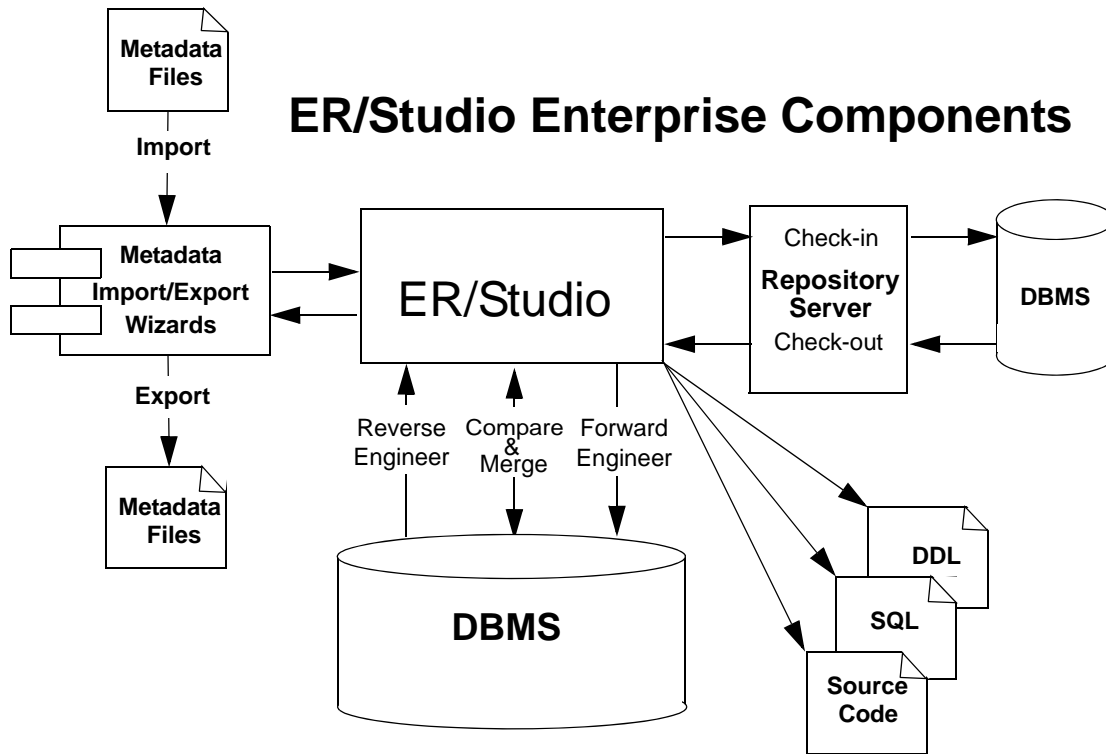 Metadata
Files
ER/Studio Enterprise Components
Import
Metadata
Import/Export
Wizards
ER/Studio
Check-in
Repository
Server
Check-out
DBMS
Export
Metadata
Files
Reverse
Engineer
Compare
&
Merge
Forward
Engineer
DBMS
DDL
SQL
Source
Code